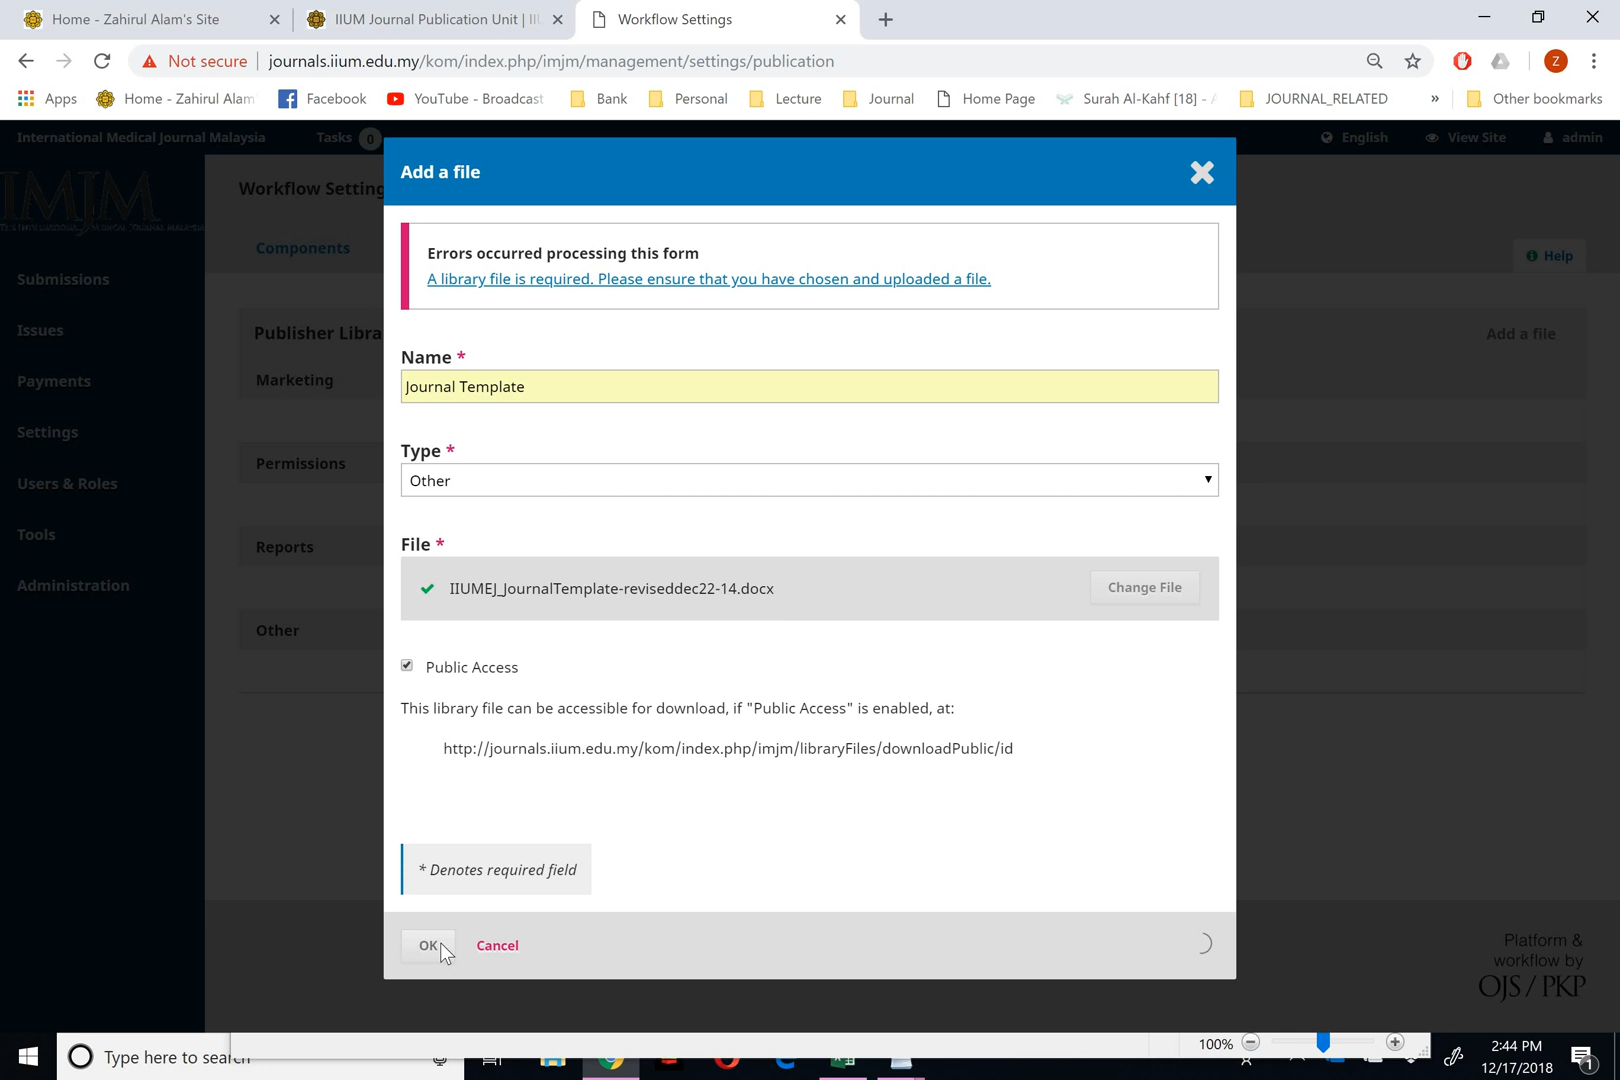 Home - Zahirul Alam's Site
IIUM Journal Publication Unit | II
Workflow Settings
Not secure
journals.iium.edu.my/kom/index.php/imjm/management/settings/publication
Apps
Home - Zahirul Alam
Facebook
YouTube - Broadcast
Bank
Personal
Lecture
Journal
Home Page
Surah Al-Kahf [18] -
JOURNAL_RELATED
»
Other bookmarks
Z
International Medical Journal Malaysia
Tasks 0
English
View Site
admin
IMJM
Workflow Setting
Components
Help
Submissions
Issues
Payments
Settings
Users & Roles
Tools
Administration
Publisher Libra
Add a file
Marketing
Permissions
Reports
Other
Add a file
Errors occurred processing this form
A library file is required. Please ensure that you have chosen and uploaded a file.
Name *
Journal Template
Type *
Other
File *
IIUMEJ_JournalTemplate-reviseddec22-14.docx
Change File
Public Access
This library file can be accessible for download, if "Public Access" is enabled, at:
http://journals.iium.edu.my/kom/index.php/imjm/libraryFiles/downloadPublic/id
* Denotes required field
OK
Cancel
Platform &
workflow by
OJS / PKP
Type here to search
100%
2:44 PM
12/17/2018
1